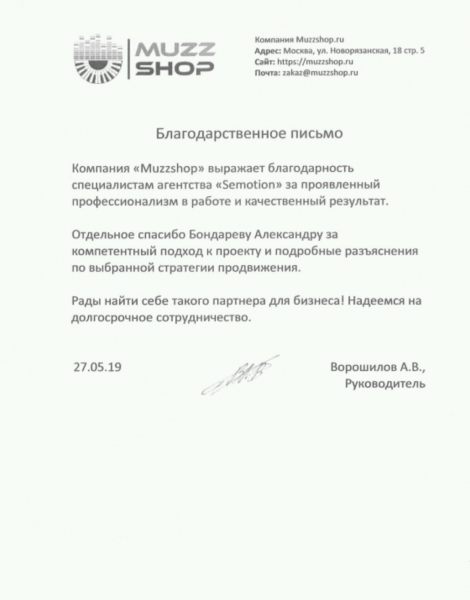 MUZZ
SHOP
Компания Muzzshop.ru
Адрес: Москва, ул. Новорязанская, 18 стр. 5
Сайт: https://muzzshop.ru
Почта: zakaz@muzzshop.ru
Благодарственное письмо
Компания «Muzzshop» выражает благодарность
специалистам агентства «Semotion» за проявленный
профессионализм в работе и качественный результат.
Отдельное спасибо Бондареву Александру за
компетентный подход к проекту и подробные разъяснения
по выбранной стратегии продвижения.
Рады найти себе такого партнера для бизнеса! Надеемся на
долгосрочное сотрудничество.
27.05.19
Ворошилов А.В.,
Руководитель